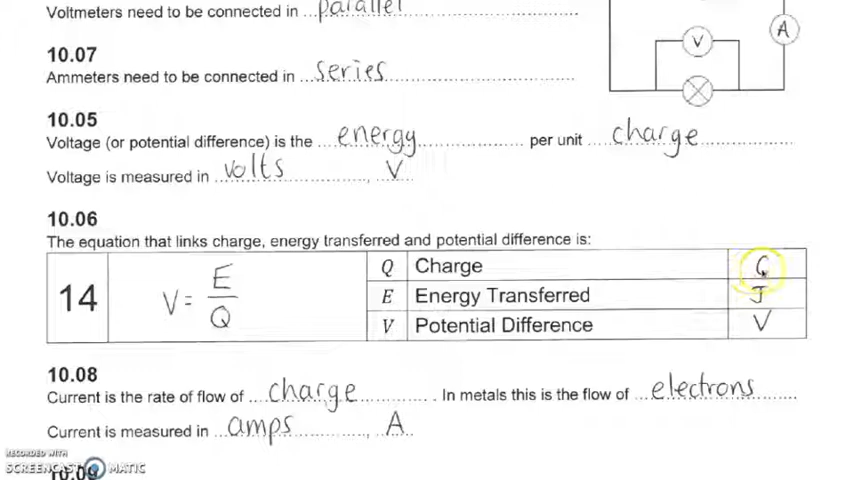 Voltmeters need to be connected in parallel
10.07
Ammeters need to be connected in series
A
V
10.05
Voltage (or potential difference) is the energy per unit charge
Voltage is measured in volts, V
10.06
The equation that links charge, energy transferred and potential difference is:
14 V = E/Q
Q Charge C
E Energy Transferred J
V Potential Difference V
10.08
Current is the rate of flow of charge. In metals this is the flow of electrons
Current is measured in amps, A
RECORDED WITH
SCREENCAST MATIC
10.09